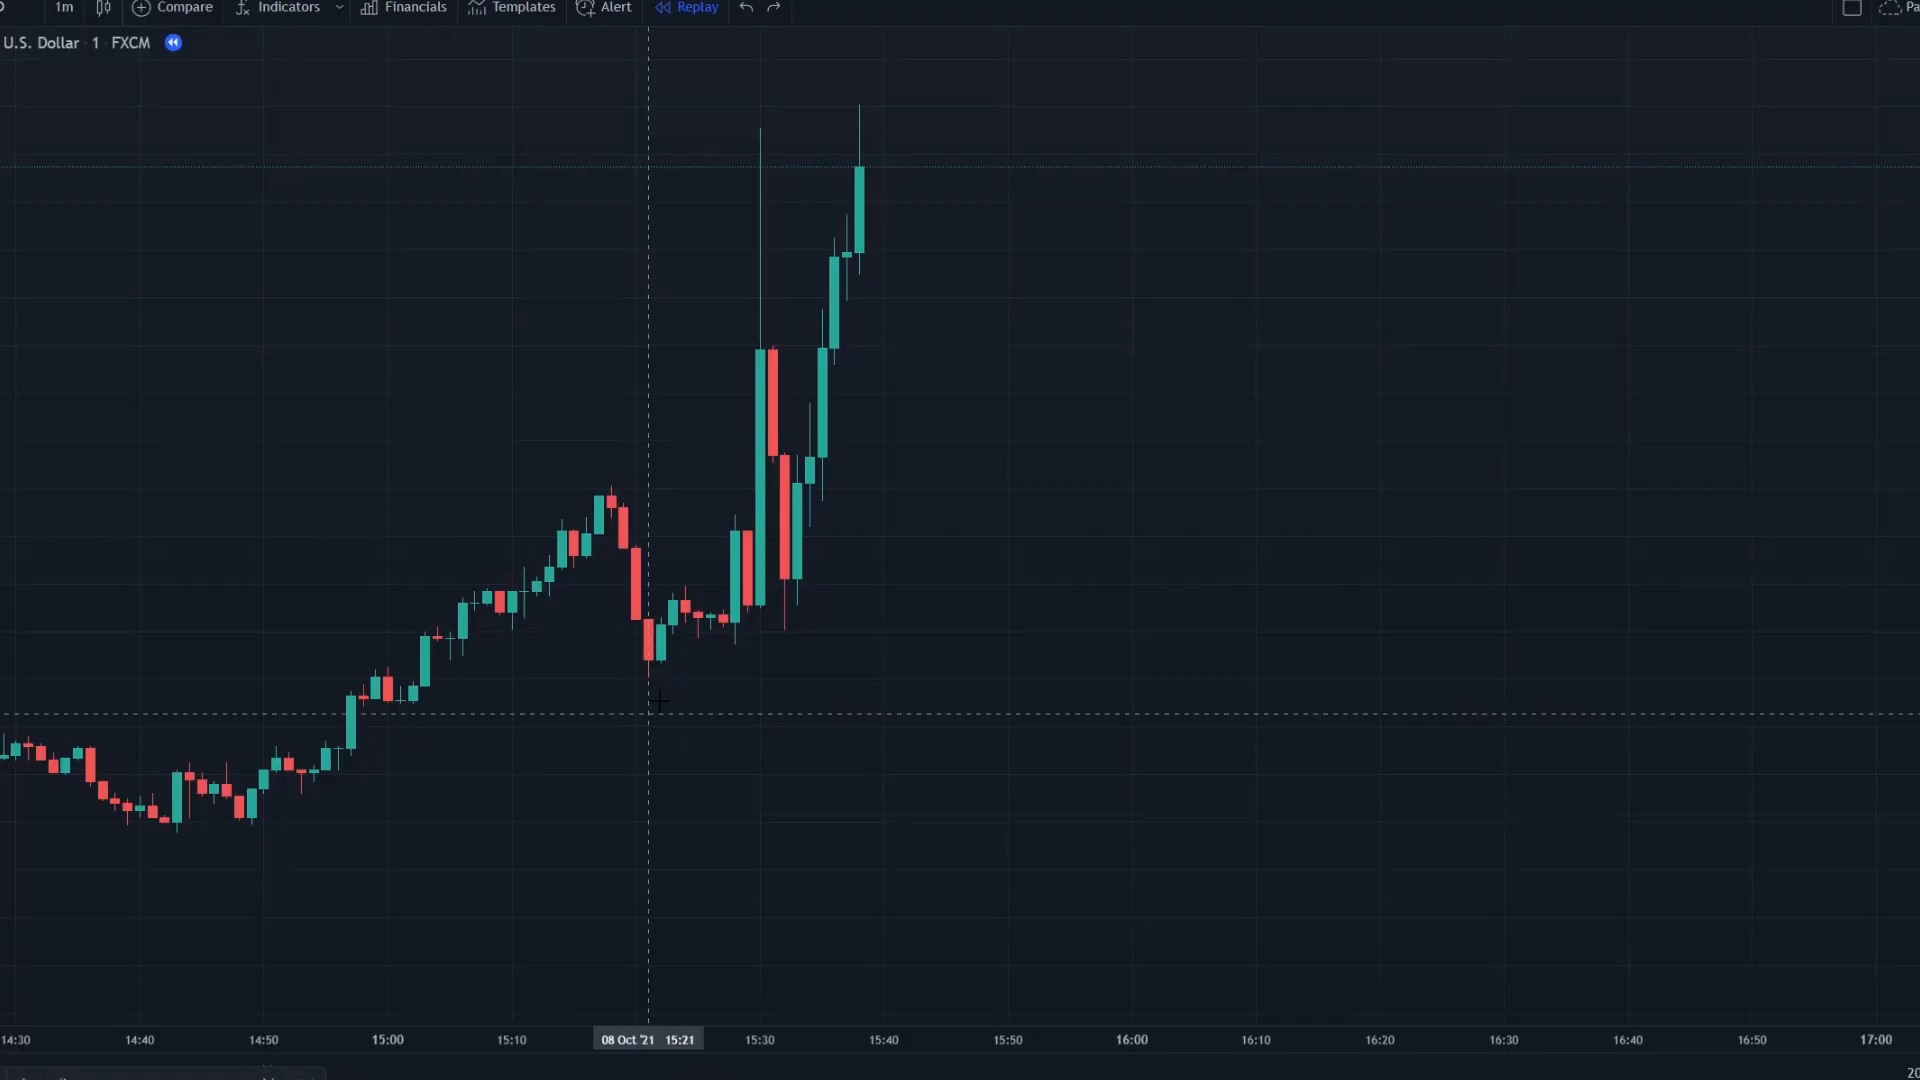 1m Compare Indicators Financials Templates Alert Replay
U.S. Dollar · 1 · FXCM
14:30 14:40 14:50 15:00 15:10 08 Oct '21 15:21 15:30 15:40 15:50 16:00 16:10 16:20 16:30 16:40 16:50 17:00